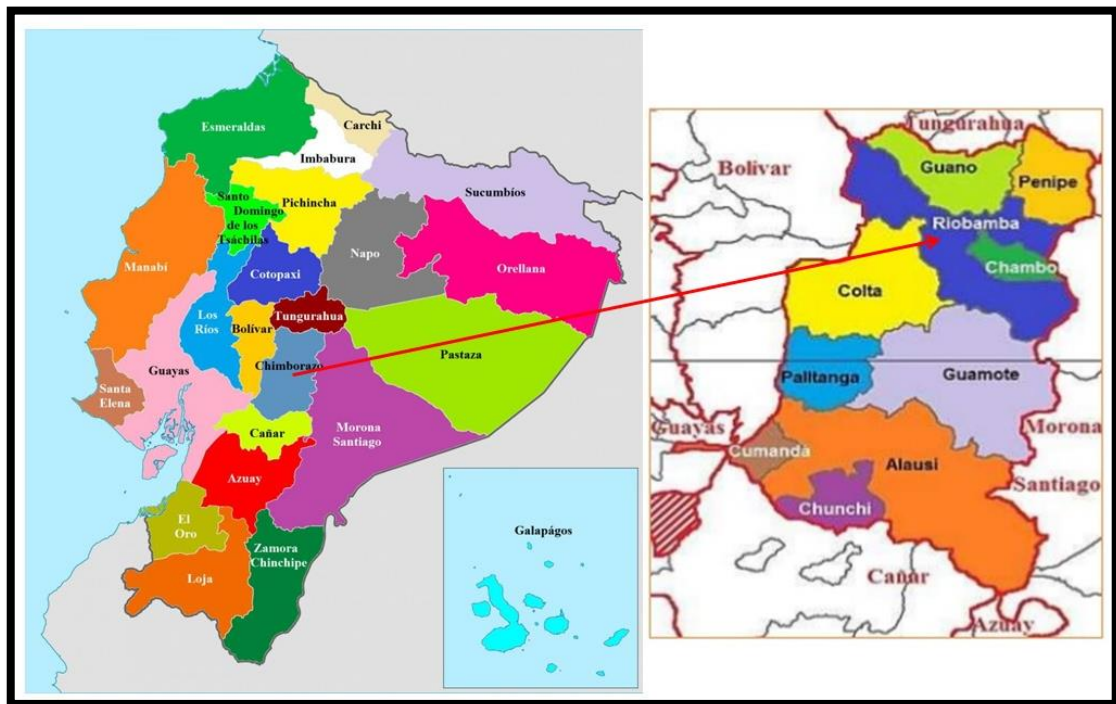 Esmeraldas
Carchi
Imbabura
Sucumbíos
Santo
Domingo
de los
Tsáchilas
Pichincha
Napo
Orellana
Manabí
Cotopaxi
Los
Ríos
Bolívar
Tungurahua
Chimborazo
Pastaza
Guayas
Santa
Elena
Cañar
Morona
Santiago
Azuay
El
Oro
Loja
Zamora
Chinchipe
Galapágos
Tungurahua
Bolívar
Guano
Penipe
Riobamba
Chambo
Colta
Palltanga
Guamote
Guayas
Morona
Cumanda
Alausi
Santiago
Chunchi
Cañar
Azuay